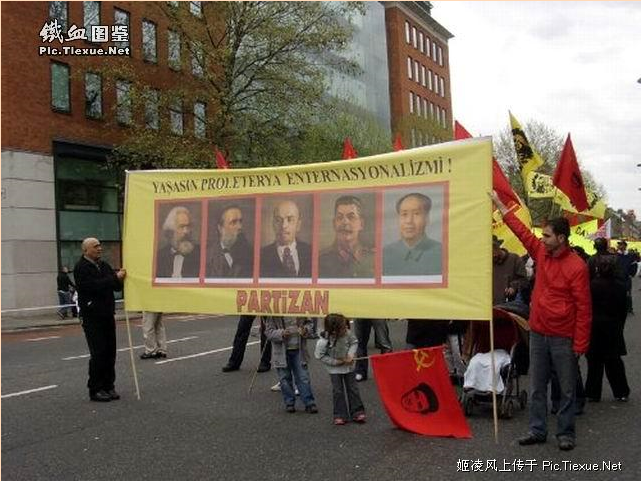 鐵血图鉴
Pic.Tiexue.Net
YAŞASIN PROLETERYA ENTERNASYONALİZMİ !
PARTİZAN
姬凌风上传于 Pic.Tiexue.Net